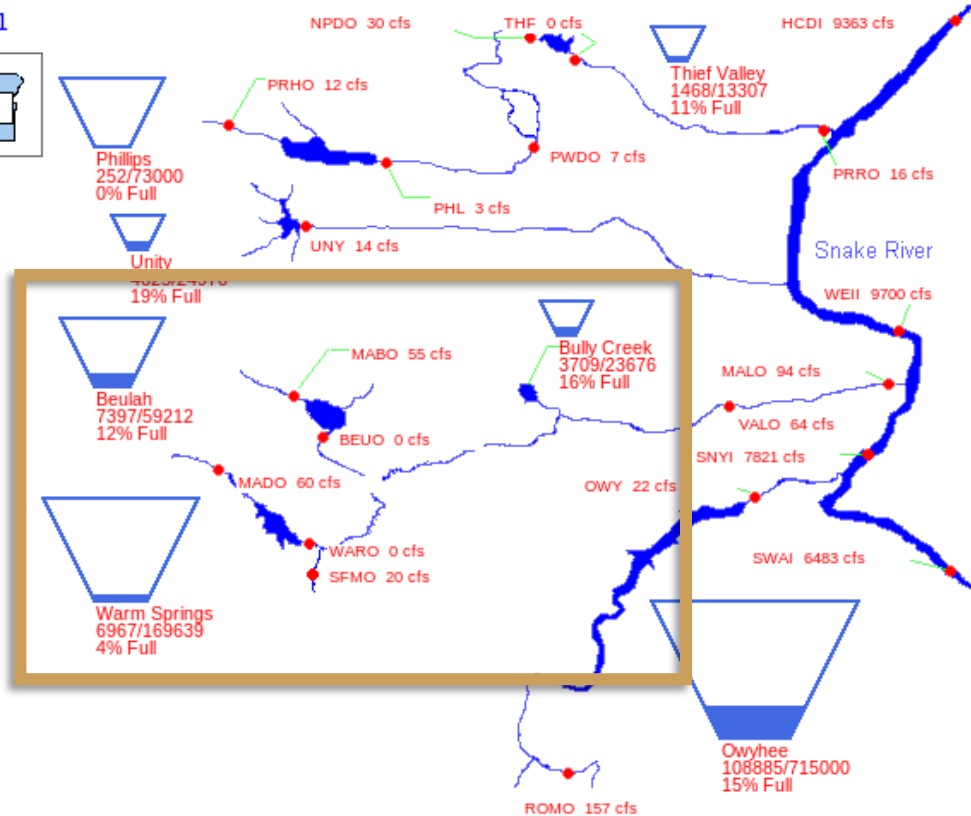 1
NPDO 30 cfs
THF 0 cfs
HCDI 9363 cfs
Thief Valley
1468/13307
11% Full
PRHO 12 cfs
Phillips
252/73000
0% Full
PWDO 7 cfs
PRRO 16 cfs
PHL 3 cfs
UNY 14 cfs
Snake River
Unity
19% Full
WEII 9700 cfs
Bully Creek
3709/23676
16% Full
MABO 55 cfs
MALO 94 cfs
Beulah
7397/59212
12% Full
VALO 64 cfs
BEUO 0 cfs
SNYI 7821 cfs
MADO 60 cfs
OWY 22 cfs
WARO 0 cfs
SWAI 6483 cfs
SFMO 20 cfs
Warm Springs
6967/169639
4% Full
Owyhee
108885/715000
15% Full
ROMO 157 cfs